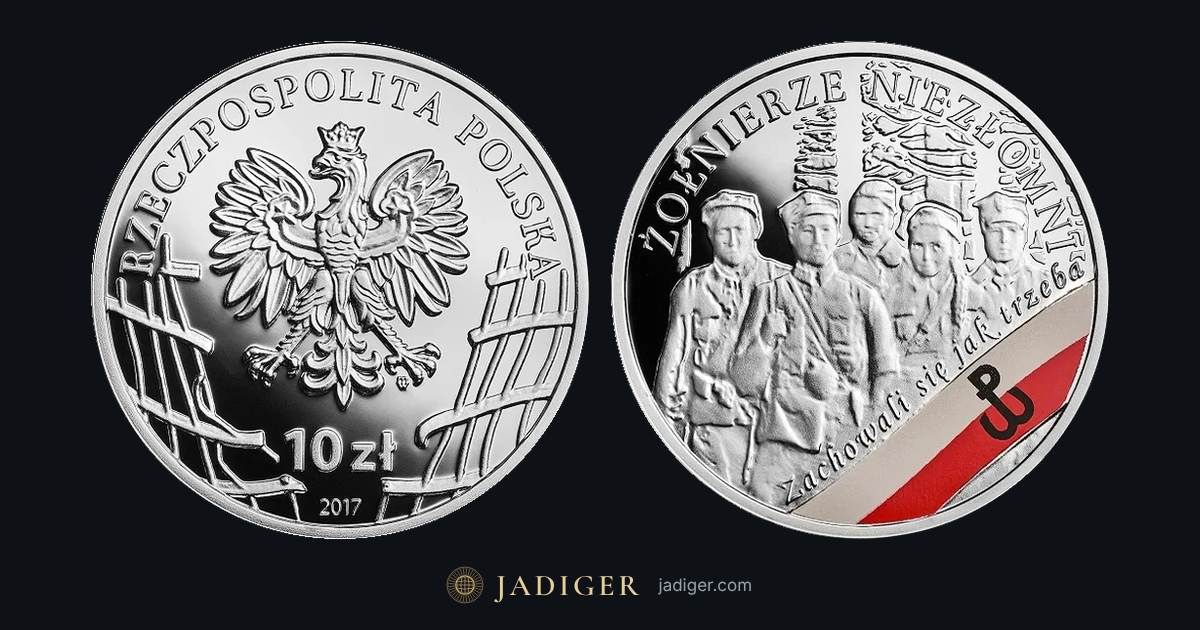 RZECZPOSPOLITA POLSKA
10 zł
2017
ŻOŁNIERZE NIEZŁOMNI
Zachowali się jak trzeba
JADIGER jadiger.com